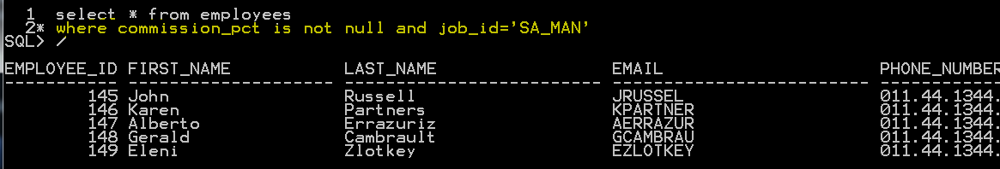 1 select * from employees
2* where commission_pct is not null and job_id='SA_MAN'
SQL> /
EMPLOYEE_ID FIRST_NAME LAST_NAME EMAIL PHONE_NUMBER
----------- -------------------- ------------------------- ------------------------- ------------
145 John Russell JRUSSEL 011.44.1344.
146 Karen Partners KPARTNER 011.44.1344.
147 Alberto Errazuriz AERRAZUR 011.44.1344.
148 Gerald Cambrault GCAMBRAU 011.44.1344.
149 Eleni Zlotkey EZLOTKEY 011.44.1344.